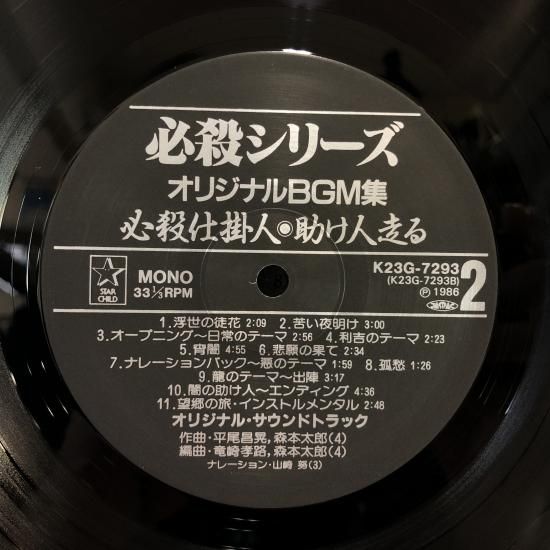 必殺シリーズ
オリジナルBGM集
必殺仕掛人●助け人走る
STAR
CHILD
MONO
33⅓RPM
K23G-7293
(K23G-7293B)
Ⓟ1986
2
1.浮世の徒花 2:09 2.苦い夜明け 3:00
3.オープニング〜日常のテーマ 2:56 4.利吉のテーマ 2:23
5.宵闇 4:55 6.悲願の果て 2:34
7.ナレーションバック〜悪のテーマ 1:59 8.孤愁 1:26
9.龍のテーマ〜出陣 3:17
10.闇の助け人〜エンディング 4:36
11.望郷の旅・インストルメンタル 2:48
オリジナル・サウンドトラック
作曲・平尾昌晃, 森本太郎(4)
編曲・竜崎孝路, 森本太郎(4)
ナレーション・山崎 努(3)